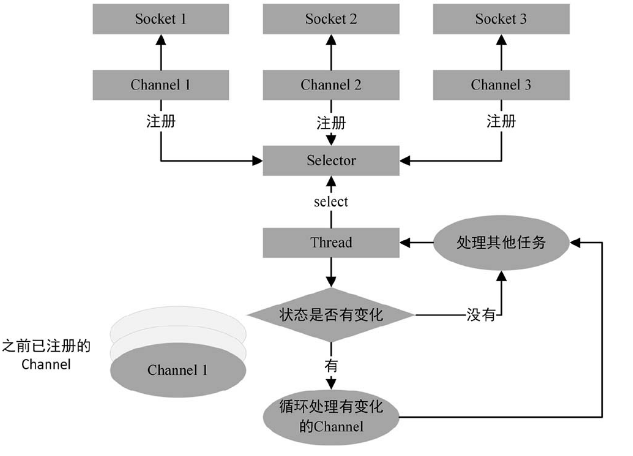 Socket 1
Socket 2
Socket 3
Channel 1
Channel 2
Channel 3
注册
注册
注册
Selector
select
Thread
处理其他任务
状态是否有变化
没有
之前已注册的
Channel
Channel 1
有
循环处理有变化
的Channel